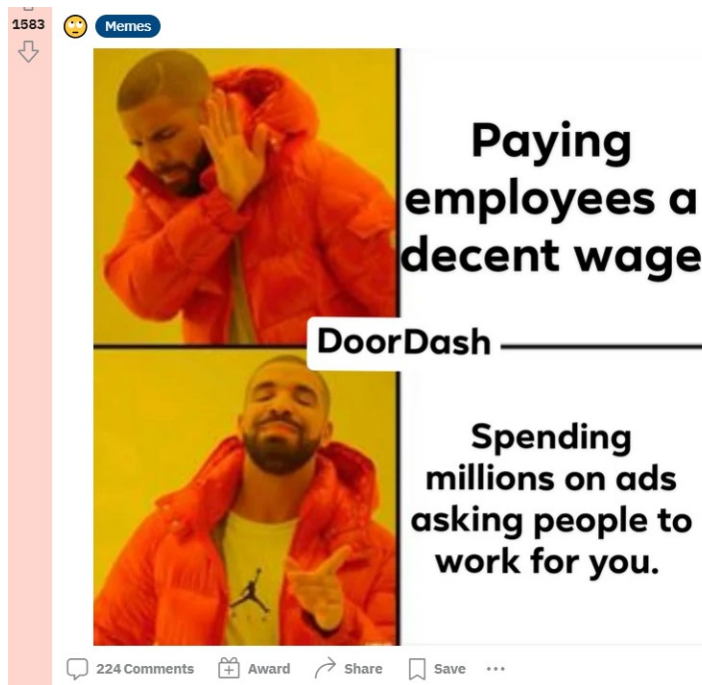 1583
Memes
Paying
employees a
decent wage
DoorDash
Spending
millions on ads
asking people to
work for you.
224 Comments Award Share Save ...